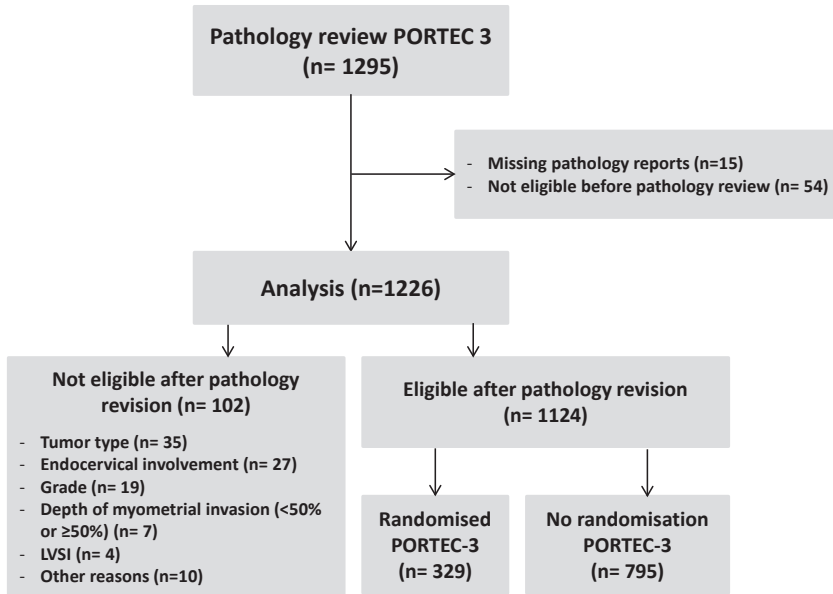 Pathology review PORTEC 3
(n= 1295)
- Missing pathology reports (n=15)
- Not eligible before pathology review (n= 54)
Analysis (n=1226)
Not eligible after pathology
revision (n= 102)
- Tumor type (n= 35)
- Endocervical involvement (n= 27)
- Grade (n= 19)
- Depth of myometrial invasion (<50%
or ≥50%) (n= 7)
- LVSI (n= 4)
- Other reasons (n=10)
Eligible after pathology revision
(n= 1124)
Randomised
PORTEC-3
(n= 329)
No randomisation
PORTEC-3
(n= 795)